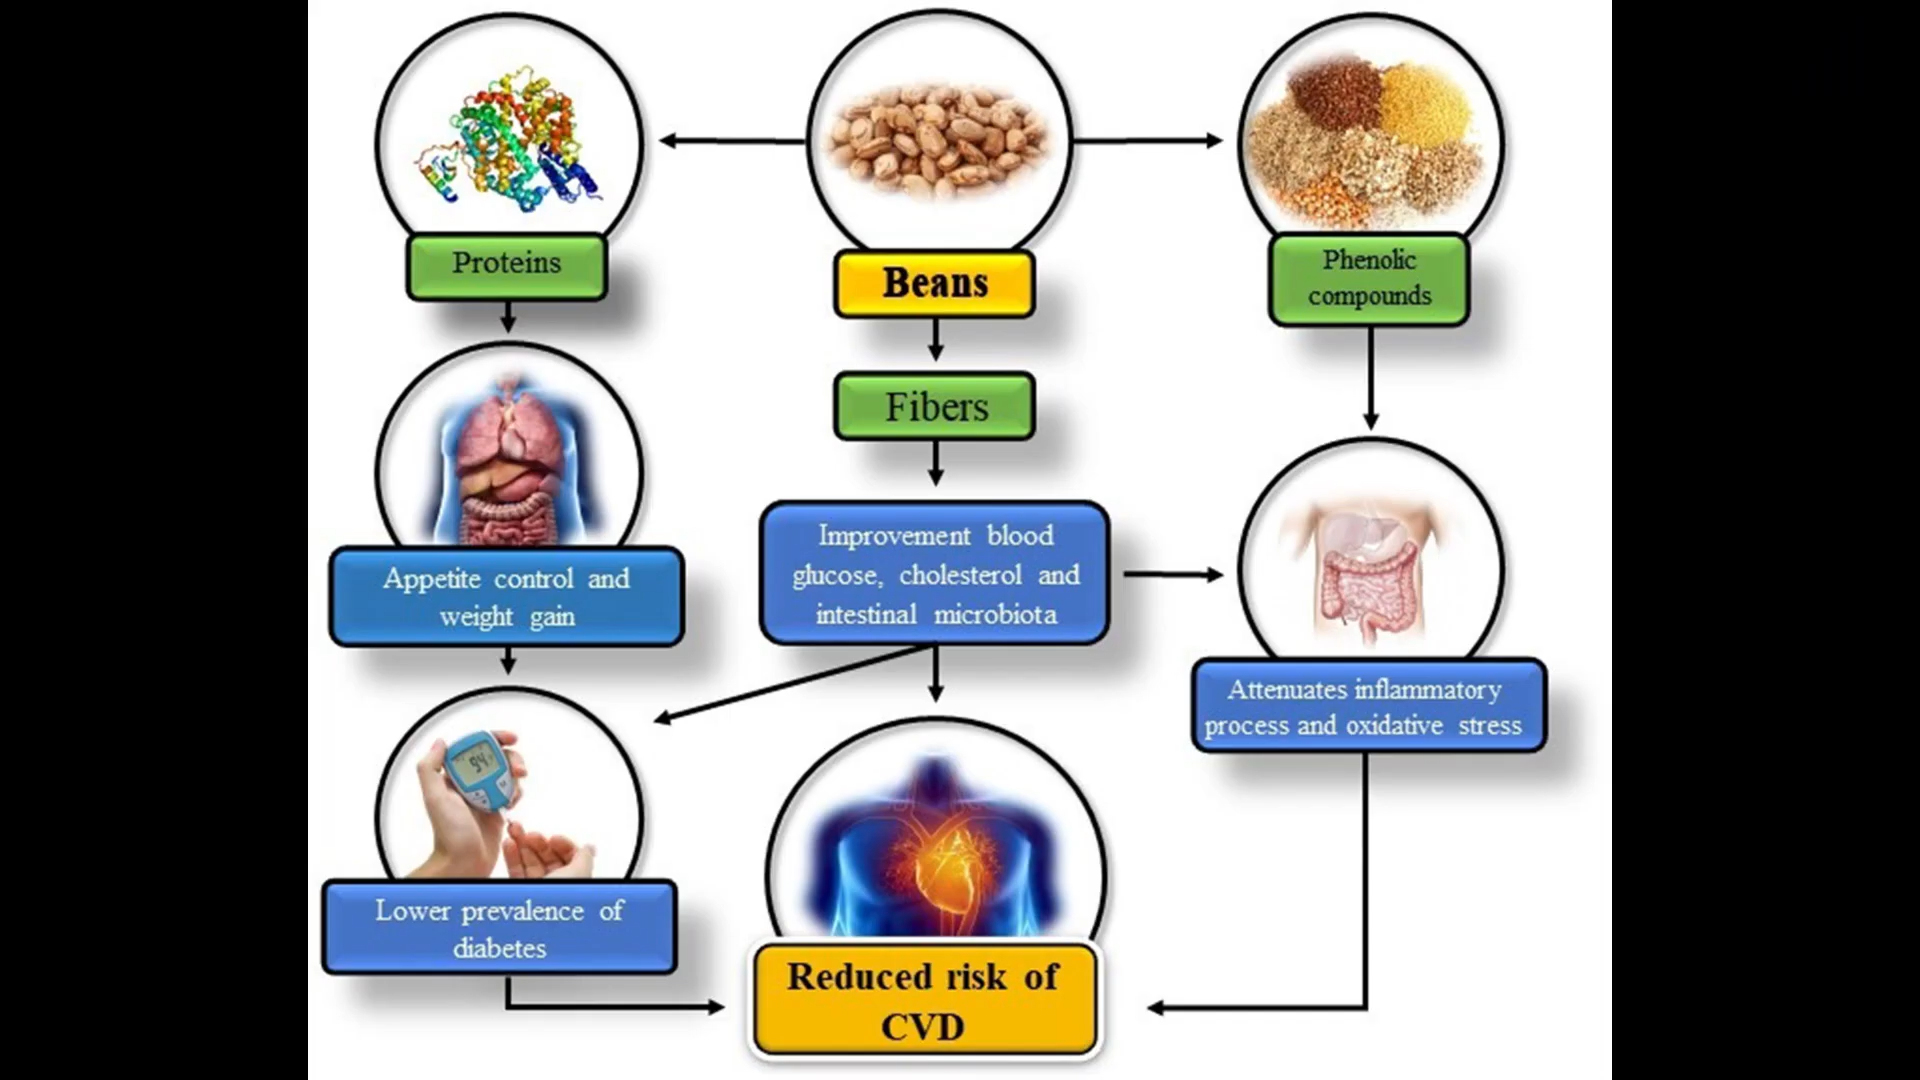 Proteins
Beans
Phenolic
compounds
Fibers
Appetite control and
weight gain
Improvement blood
glucose, cholesterol and
intestinal microbiota
Attenuates inflammatory
process and oxidative stress
94
Lower prevalence of
diabetes
Reduced risk of
CVD